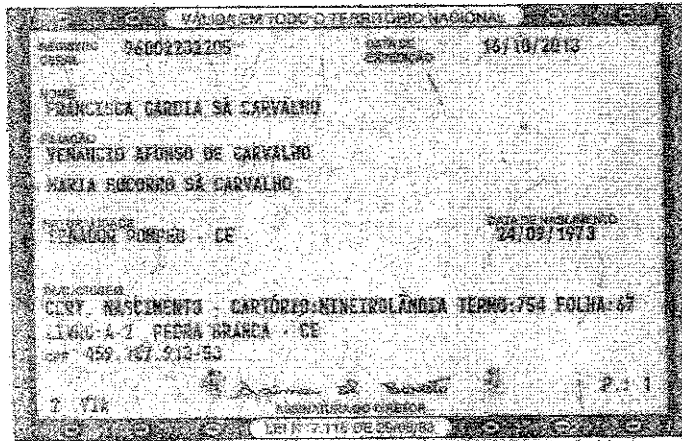 VÁLIDA EM TODO O TERRITÓRIO NACIONAL
REGISTRO GERAL 96002232205 DATA DE EXPEDIÇÃO 16/10/2013
NOME
FRANCISCA SÁ CARVALHO
FILIAÇÃO
VENANCIO AFONSO DE CARVALHO
MARIA SOCORRO SÁ CARVALHO
NATURALIDADE DATA DE NASCIMENTO
SENADOR POMPEU - CE 24/09/1973
DOC. ORIGEM
CERT. NASCIMENTO - CARTÓRIO:MINEIROLÂNDIA TERMO:754 FOLHA:67
LIVRO:A-2 PEDRA BRANCA - CE
CPF
2 VIA P.: 1
ASSINATURA DO DIRETOR
LEI Nº 7.116 DE 29/08/83